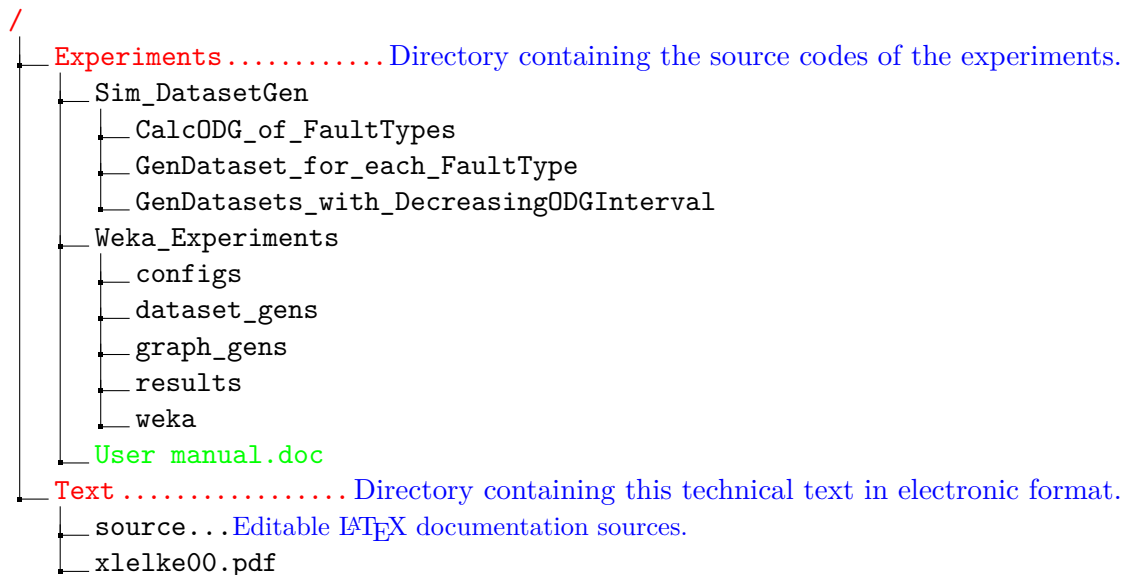 /
Experiments............Directory containing the source codes of the experiments.
Sim_DatasetGen
CalcODG_of_FaultTypes
GenDataset_for_each_FaultType
GenDatasets_with_DecreasingODGInterval
Weka_Experiments
configs
dataset_gens
graph_gens
results
weka
User manual.doc
Text .................Directory containing this technical text in electronic format.
source...Editable LATEX documentation sources.
xlelke00.pdf